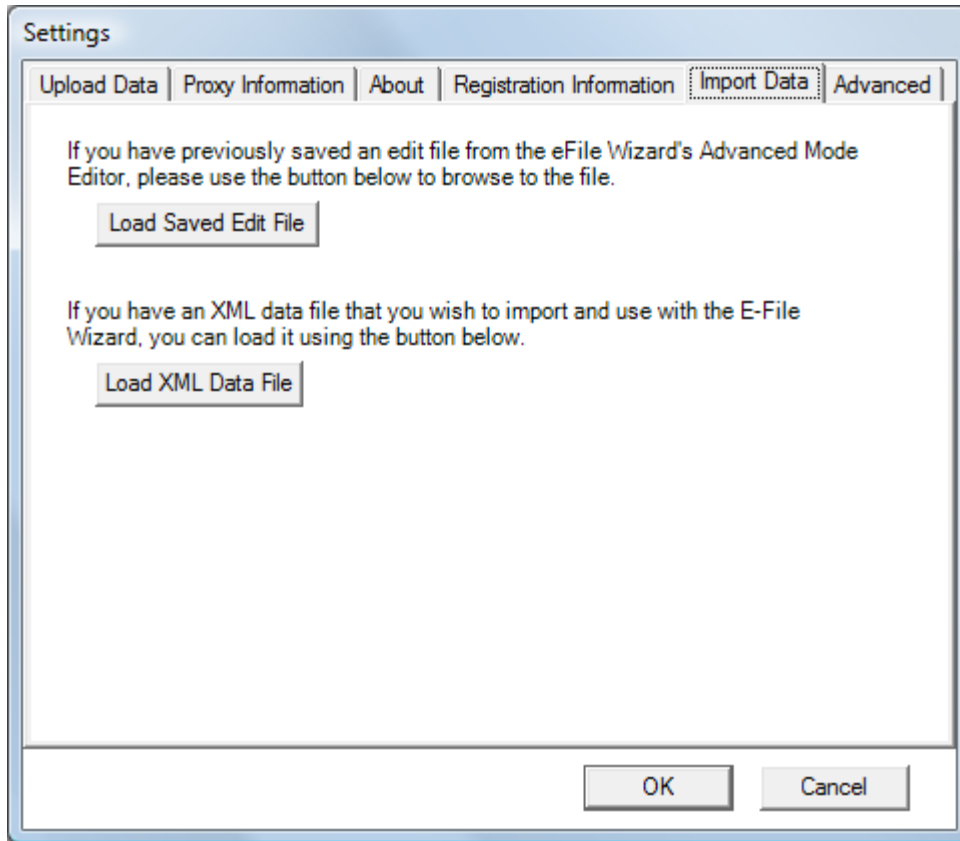 Settings
Upload Data Proxy Information About Registration Information Import Data Advanced
If you have previously saved an edit file from the eFile Wizard's Advanced Mode
Editor, please use the button below to browse to the file.
Load Saved Edit File
If you have an XML data file that you wish to import and use with the E-File
Wizard, you can load it using the button below.
Load XML Data File
OK Cancel